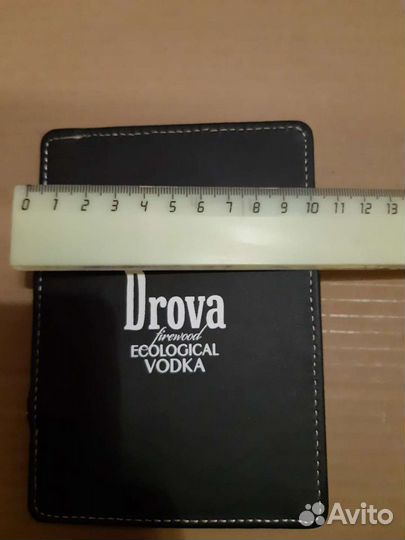 0 1 2 3 4 5 6 7 8 9 10 11 12 13
Drova
firewood
ECOLOGICAL
VODKA
Avito